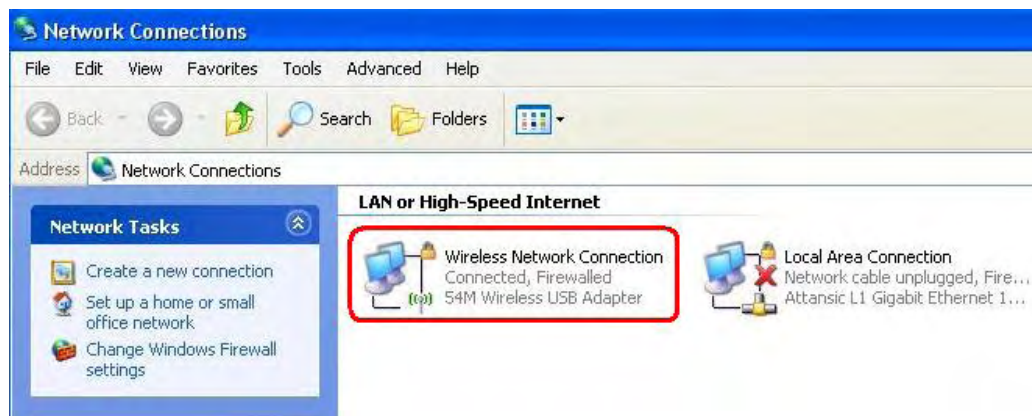 Network Connections
File Edit View Favorites Tools Advanced Help
Back Search Folders
Address Network Connections
Network Tasks
Create a new connection
Set up a home or small
office network
Change Windows Firewall
settings
LAN or High-Speed Internet
Wireless Network Connection
Connected, Firewalled
54M Wireless USB Adapter
Local Area Connection
Network cable unplugged, Fire...
Attansic L1 Gigabit Ethernet 1...